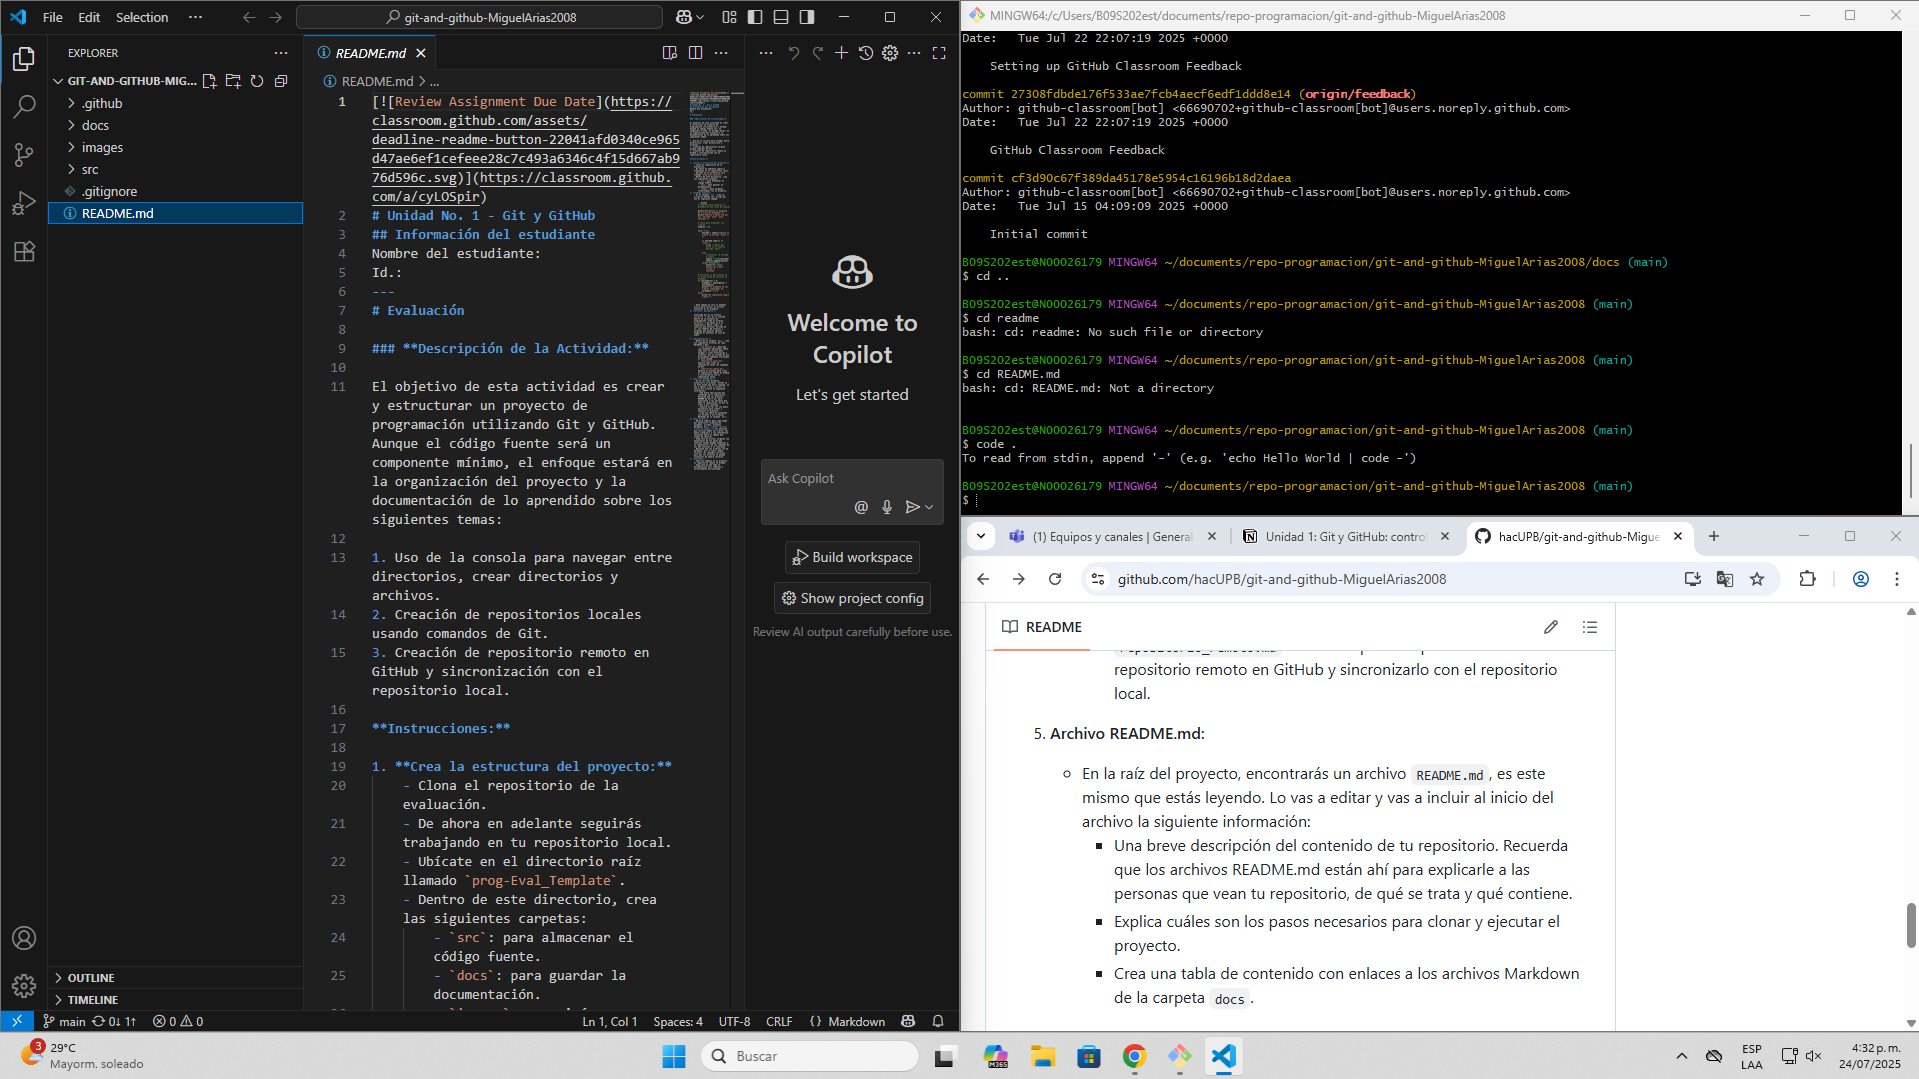 File Edit Selection ··· git-and-github-MiguelArias2008
EXPLORER
GIT-AND-GITHUB-MIG...
.github
docs
images
src
.gitignore
README.md
OUTLINE
TIMELINE
README.md
README.md > ...
1 [![Review Assignment Due Date](https://
classroom.github.com/assets/
deadline-readme-button-22041afd0340ce965
d47ae6ef1cefeee28c7c493a6346c4f15d667ab9
76d596c.svg)](https://classroom.github.
com/a/cyLOSpir)
2 # Unidad No. 1 - Git y GitHub
3 ## Información del estudiante
4 Nombre del estudiante:
5 Id.:
6 ---
7 # Evaluación
8
9 ### **Descripción de la Actividad:**
10
11 El objetivo de esta actividad es crear
y estructurar un proyecto de
programación utilizando Git y GitHub.
Aunque el código fuente será un
componente mínimo, el enfoque estará en
la organización del proyecto y la
documentación de lo aprendido sobre los
siguientes temas:
12
13 1. Uso de la consola para navegar entre
directorios, crear directorios y
archivos.
14 2. Creación de repositorios locales
usando comandos de Git.
15 3. Creación de repositorio remoto en
GitHub y sincronización con el
repositorio local.
16
17 **Instrucciones:**
18
19 1. **Crea la estructura del proyecto:**
20 - Clona el repositorio de la
evaluación.
21 - De ahora en adelante seguirás
trabajando en tu repositorio local.
22 - Ubícate en el directorio raíz
llamado `prog-Eval_Template`.
23 - Dentro de este directorio, crea
las siguientes carpetas:
24 - `src`: para almacenar el
código fuente.
25 - `docs`: para guardar la
documentación.
Welcome to
Copilot
Let's get started
Ask Copilot
Build workspace
Show project config
Review AI output carefully before use.
main 0↓ 1↑ 0 0 Ln 1, Col 1 Spaces: 4 UTF-8 CRLF {} Markdown
MINGW64:/c/Users/B09S202est/documents/repo-programacion/git-and-github-MiguelArias2008
Date: Tue Jul 22 22:07:19 2025 +0000
Setting up GitHub Classroom Feedback
commit 27308fdbde176f533ae7fcb4aecf6edf1ddd8e14 (origin/feedback)
Author: github-classroom[bot] <66690702+github-classroom[bot]@users.noreply.github.com>
Date: Tue Jul 22 22:07:19 2025 +0000
GitHub Classroom Feedback
commit cf3d90c67f389da45178e5954c16196b18d2daea
Author: github-classroom[bot] <66690702+github-classroom[bot]@users.noreply.github.com>
Date: Tue Jul 15 04:09:09 2025 +0000
Initial commit
B09S202est@N00026179 MINGW64 ~/documents/repo-programacion/git-and-github-MiguelArias2008/docs (main)
$ cd ..
B09S202est@N00026179 MINGW64 ~/documents/repo-programacion/git-and-github-MiguelArias2008 (main)
$ cd readme
bash: cd: readme: No such file or directory
B09S202est@N00026179 MINGW64 ~/documents/repo-programacion/git-and-github-MiguelArias2008 (main)
$ cd README.md
bash: cd: README.md: Not a directory
B09S202est@N00026179 MINGW64 ~/documents/repo-programacion/git-and-github-MiguelArias2008 (main)
$ code .
To read from stdin, append '-' (e.g. 'echo Hello World | code -')
B09S202est@N00026179 MINGW64 ~/documents/repo-programacion/git-and-github-MiguelArias2008 (main)
$
(1) Equipos y canales | General Unidad 1: Git y GitHub: contro hacUPB/git-and-github-Migue
github.com/hacUPB/git-and-github-MiguelArias2008
README
repositorio remoto en GitHub y sincronizarlo con el repositorio
local.
5. Archivo README.md:
En la raíz del proyecto, encontrarás un archivo README.md, es este
mismo que estás leyendo. Lo vas a editar y vas a incluir al inicio del
archivo la siguiente información:
Una breve descripción del contenido de tu repositorio. Recuerda
que los archivos README.md están ahí para explicarle a las
personas que vean tu repositorio, de qué se trata y qué contiene.
Explica cuáles son los pasos necesarios para clonar y ejecutar el
proyecto.
Crea una tabla de contenido con enlaces a los archivos Markdown
de la carpeta docs.
3
29°C
Mayorm. soleado
Buscar
M365
ESP
LAA
4:32 p. m.
24/07/2025